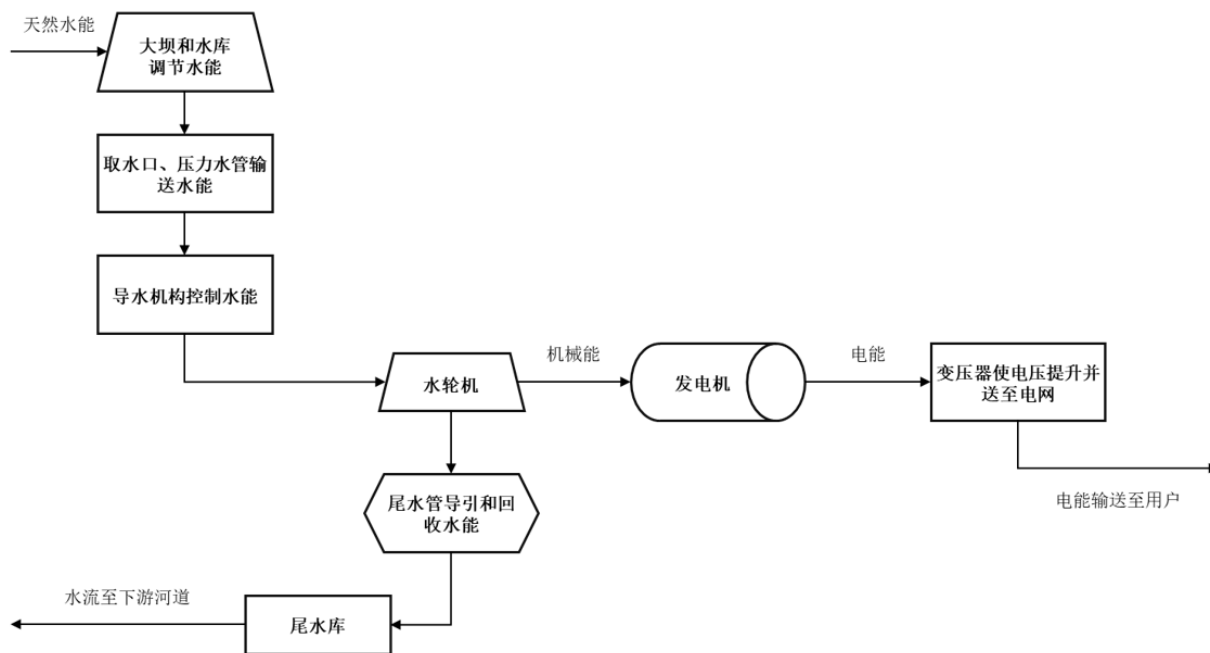 天然水能
大坝和水库
调节水能
取水口、压力水管输
送水能
导水机构控制水能
水轮机
机械能
发电机
电能
变压器使电压提升并
送至电网
电能输送至用户
尾水管导引和回
收水能
水流至下游河道
尾水库